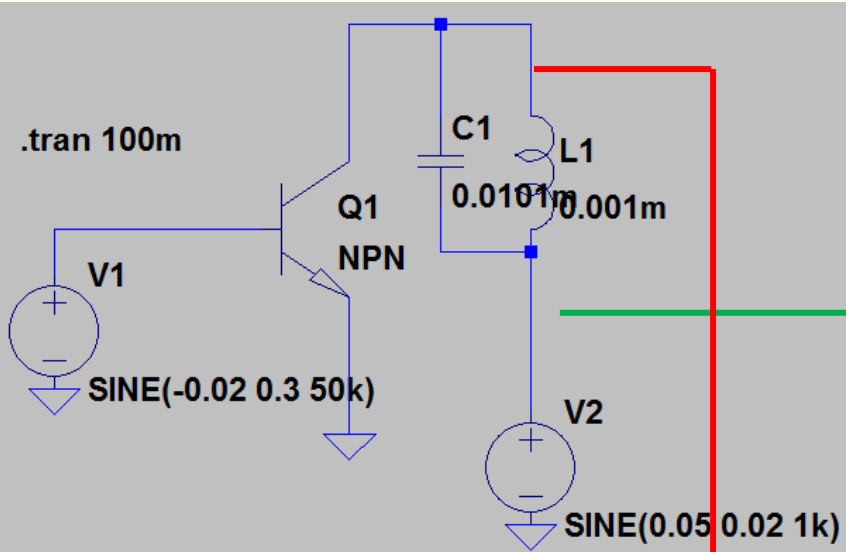 .tran 100m
C1
0.0101m
L1
0.001m
Q1
NPN
V1
SINE(-0.02 0.3 50k)
V2
SINE(0.05 0.02 1k)